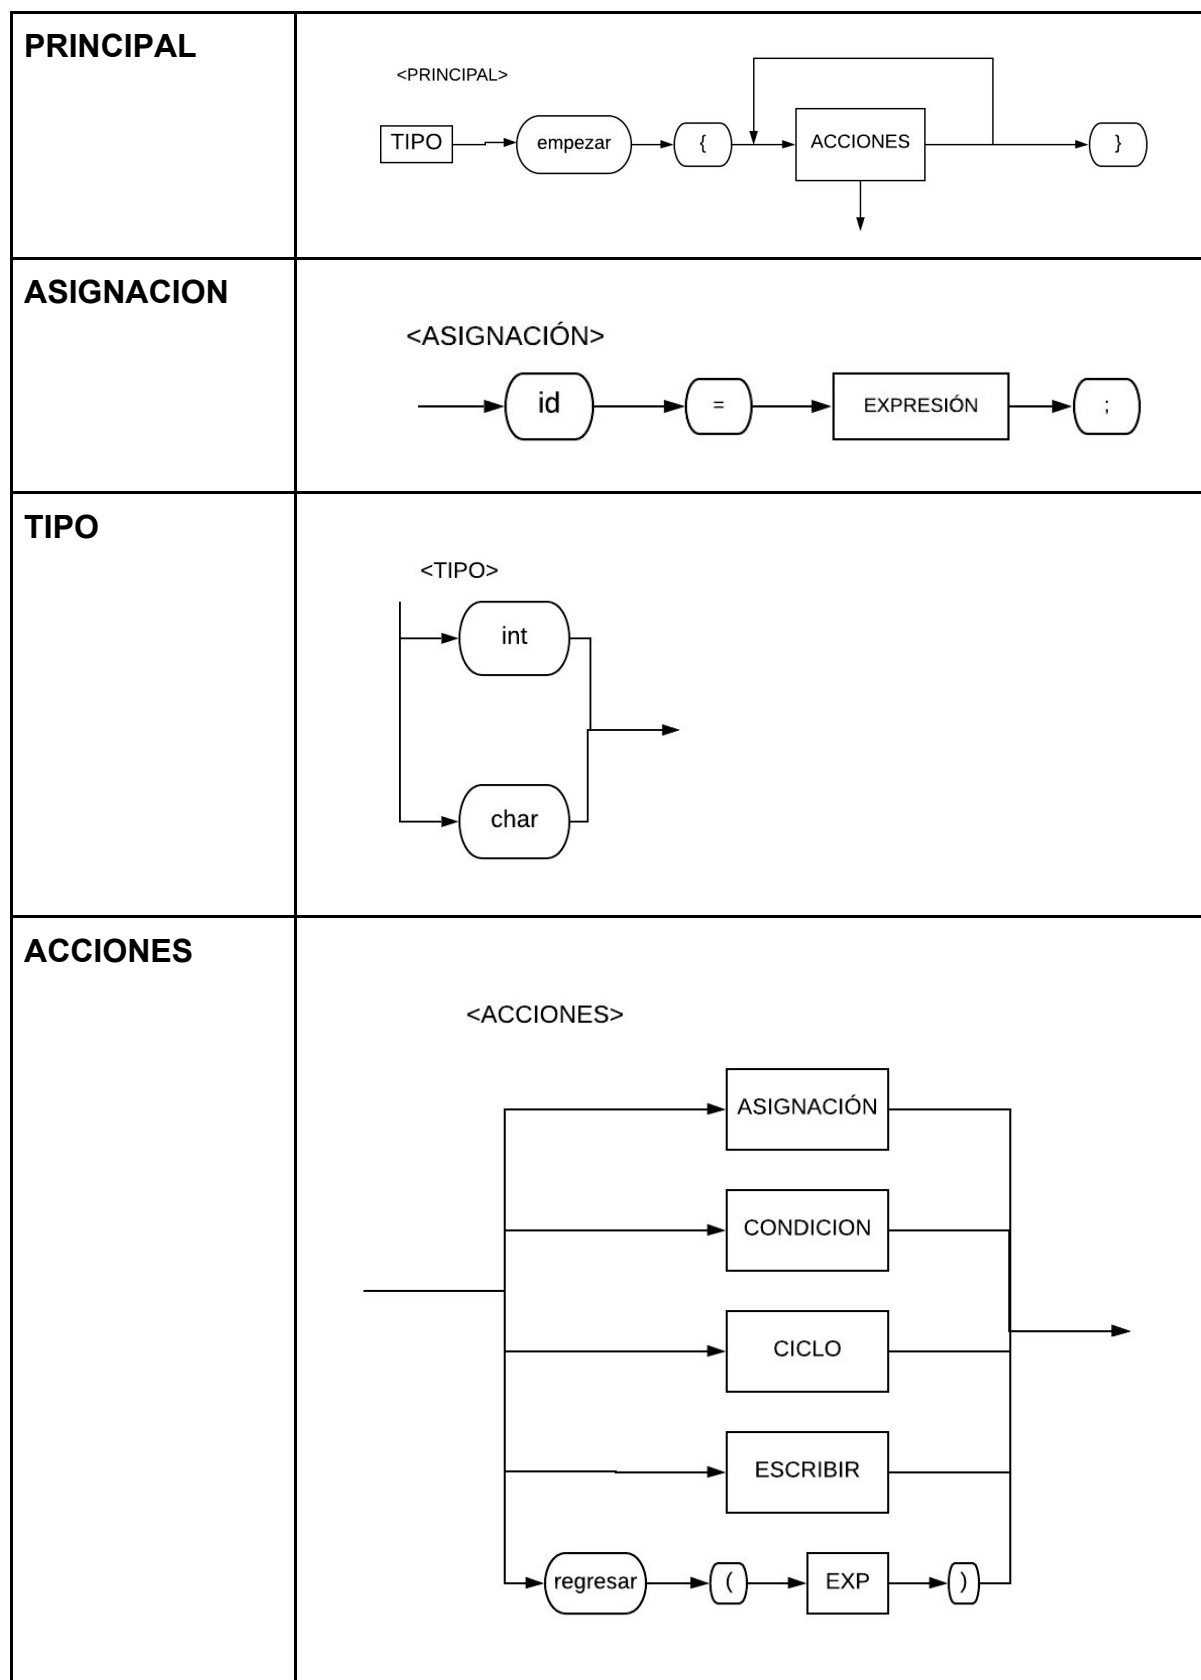 PRINCIPAL
<PRINCIPAL>
TIPO empezar { ACCIONES }
ASIGNACION
<ASIGNACIÓN>
id = EXPRESIÓN ;
TIPO
<TIPO>
int
char
ACCIONES
<ACCIONES>
ASIGNACIÓN
CONDICION
CICLO
ESCRIBIR
regresar ( EXP )